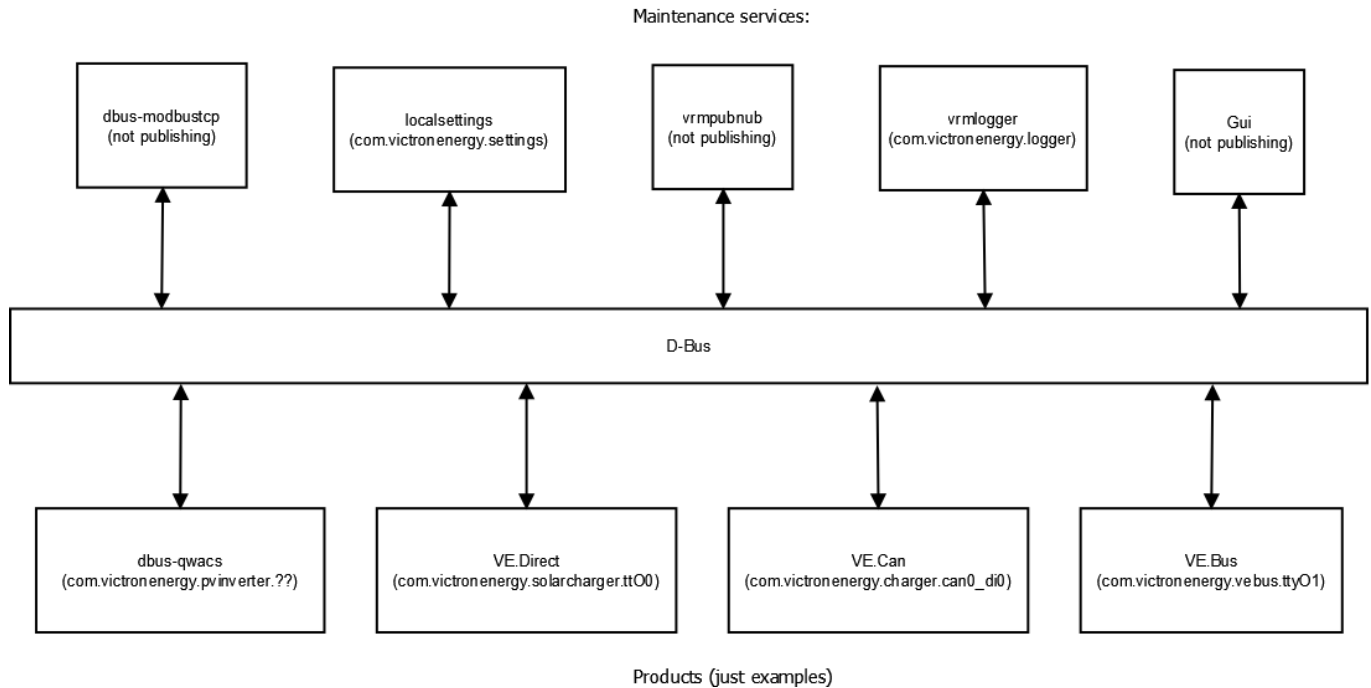 Maintenance services:
dbus-modbustcp
(not publishing)
localsettings
(com.victronenergy.settings)
vrmpubnub
(not publishing)
vrmlogger
(com.victronenergy.logger)
Gui
(not publishing)
D-Bus
dbus-qwacs
(com.victronenergy.pvinverter.??)
VE.Direct
(com.victronenergy.solarcharger.ttO0)
VE.Can
(com.victronenergy.charger.can0_di0)
VE.Bus
(com.victronenergy.vebus.ttyO1)
Products (just examples)